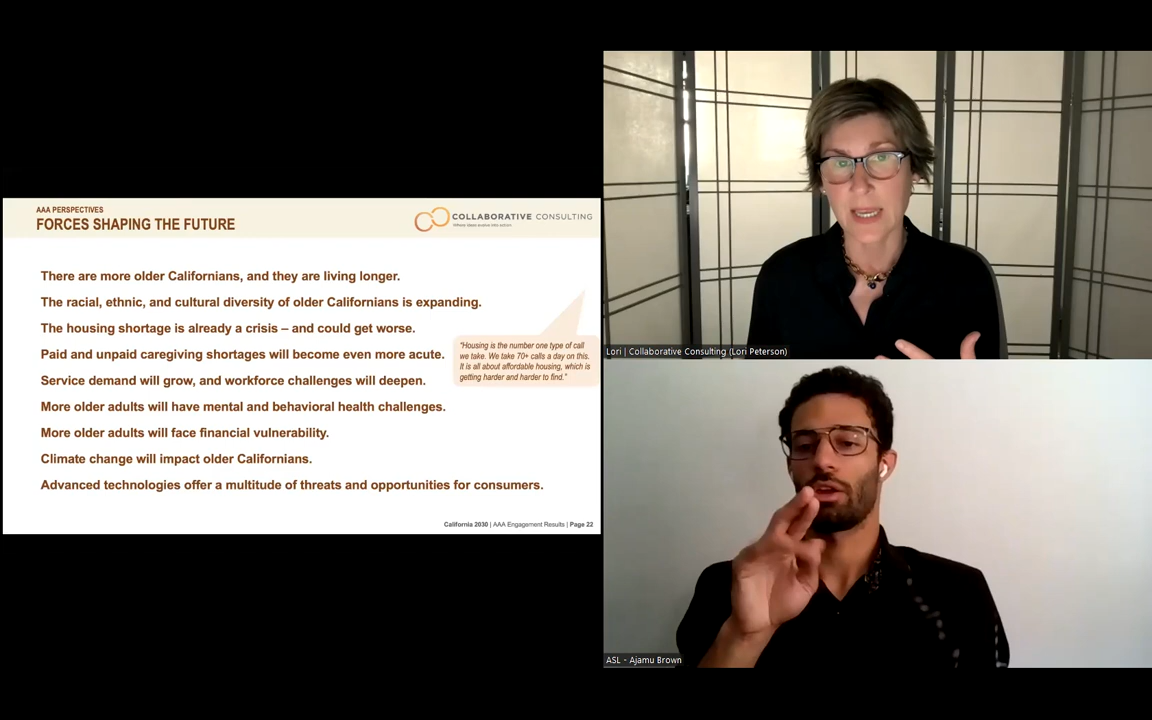 AAA PERSPECTIVES
FORCES SHAPING THE FUTURE
COLLABORATIVE CONSULTING
Where ideas evolve into action
There are more older Californians, and they are living longer.
The racial, ethnic, and cultural diversity of older Californians is expanding.
The housing shortage is already a crisis – and could get worse.
Paid and unpaid caregiving shortages will become even more acute.
Service demand will grow, and workforce challenges will deepen.
More older adults will have mental and behavioral health challenges.
More older adults will face financial vulnerability.
Climate change will impact older Californians.
Advanced technologies offer a multitude of threats and opportunities for consumers.
"Housing is the number one type of call
we take. We take 70+ calls a day on this.
It is all about affordable housing, which is
getting harder and harder to find."
California 2030 | AAA Engagement Results | Page 22
Lori | Collaborative Consulting (Lori Peterson)
ASL - Ajamu Brown